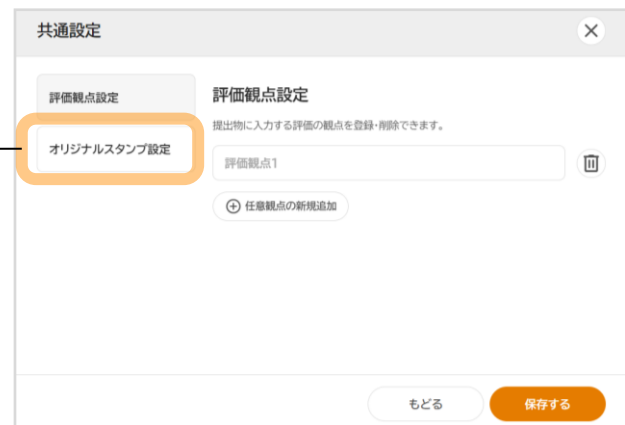 共通設定
評価観点設定
オリジナルスタンプ設定
評価観点設定
提出物に入力する評価の観点を登録・削除できます。
評価観点1
任意観点の新規追加
もどる
保存する